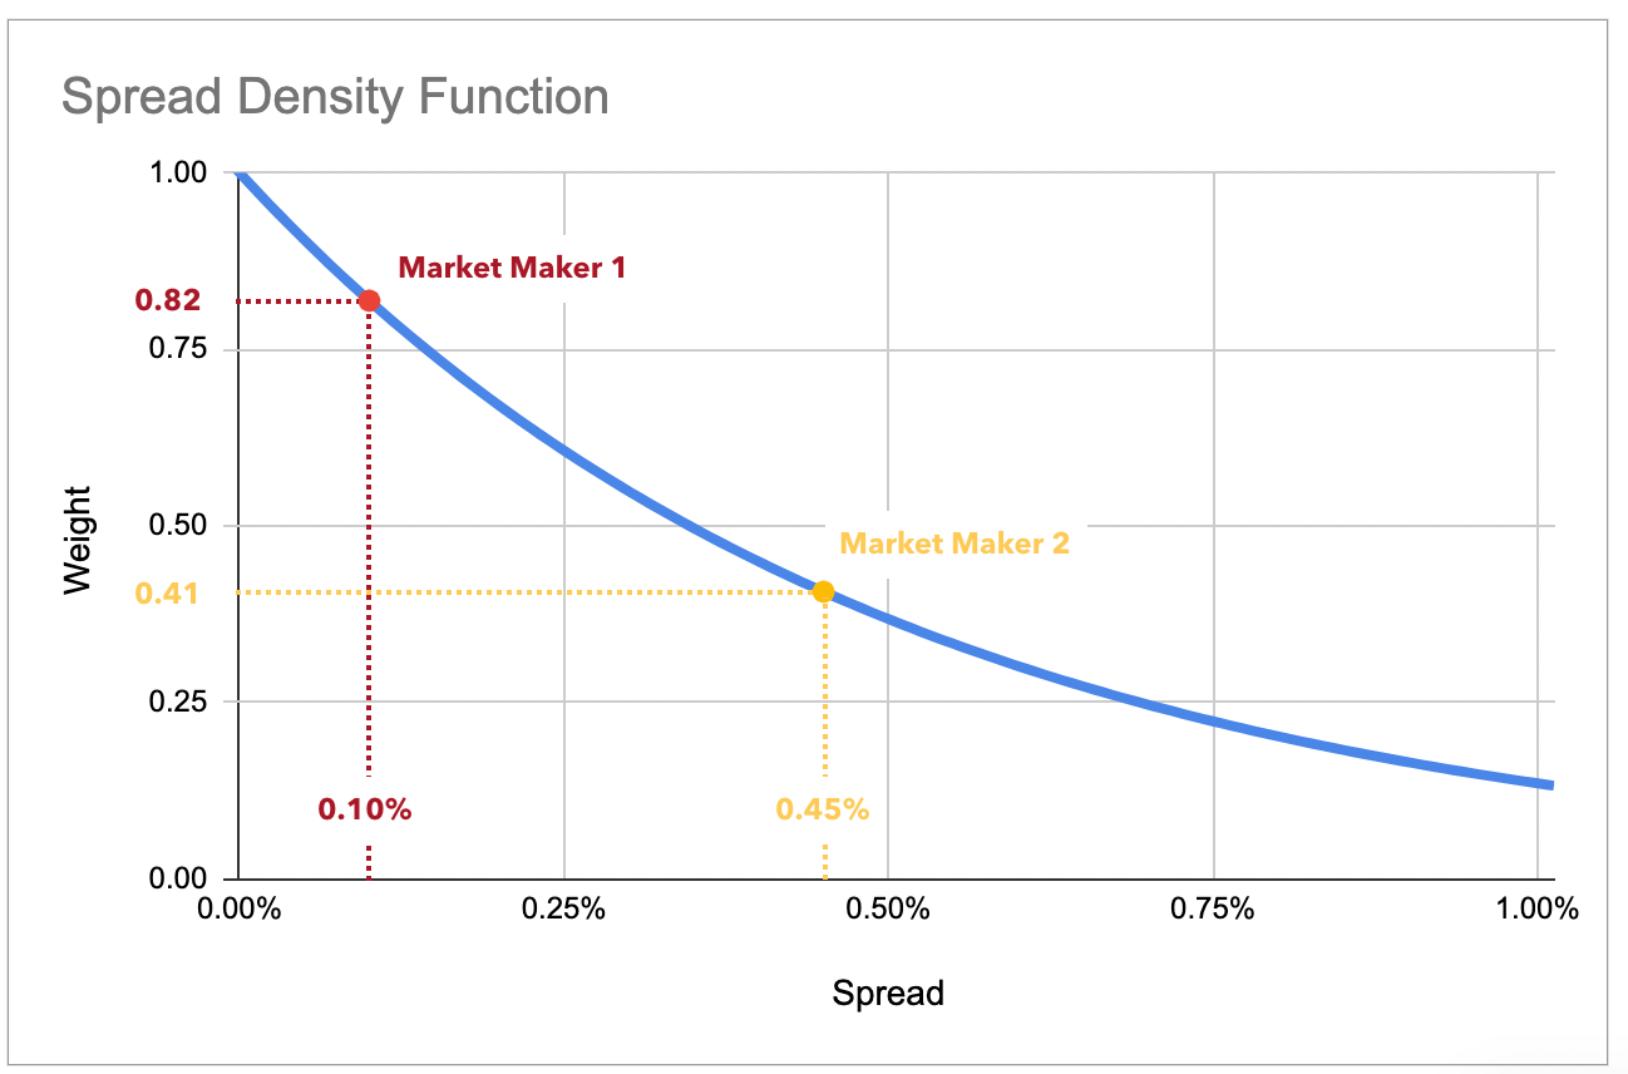 Spread Density Function
1.00
Market Maker 1
0.82
0.75
0.50
Market Maker 2
0.41
0.25
0.10%
0.45%
0.00
0.00%
0.25%
0.50%
0.75%
1.00%
Weight
Spread